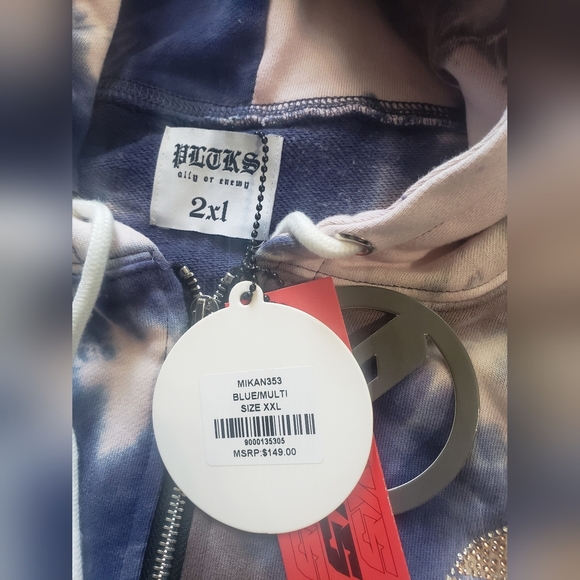 PLTKS
ally or enemy
2xl
MIKAN353
BLUE/MULTI
SIZE XXL
9000135305
MSRP:$149.00